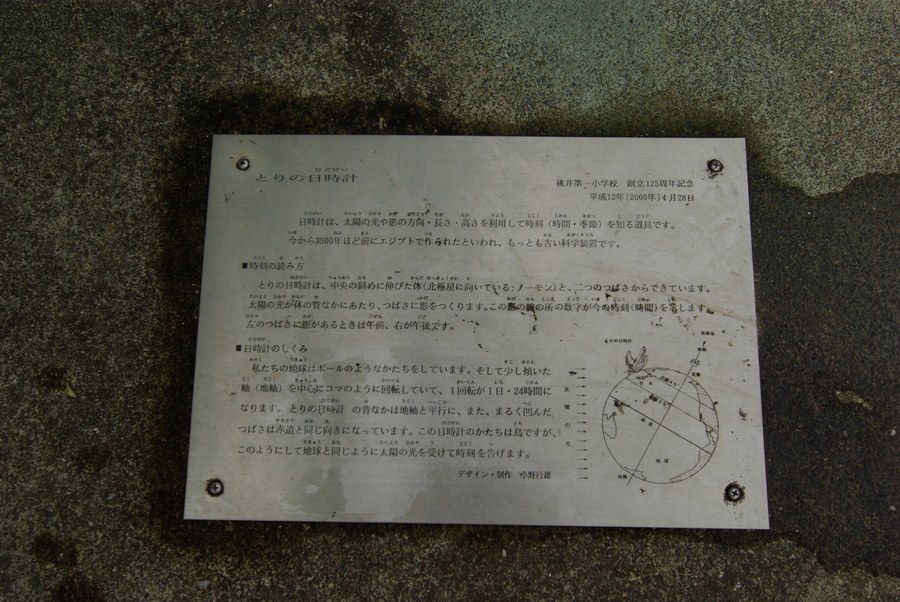 とりの日時計
桃井第一小学校 創立125周年記念
平成12年(2000年)4月28日
日時計は、太陽の光や影の方向・長さ・高さを利用して時刻(時間・季節)を知る道具です。
今から3500年ほど前にエジプトで作られたといわれ、もっとも古い科学装置です。
■時刻の読み方
とりの日時計は、中央の斜めに伸びた体(北極星に向いている:ノーモン)と、二つのつばさからできています。
太陽の光が体の背なかにあたり、つばさに影をつくります。この影の線の所の数字が今の時刻(時間)を示します。
左のつばさに影があるときは午前、右が午後です。
■日時計のしくみ
私たちの地球はボールのようなかたちをしています。そして少し傾いた
軸(地軸)を中心にコマのように回転していて、1回転が1日・24時間に
なります。とりの日時計 の背なかは地軸と平行に、また、まるく凹んだ
つばさは赤道と同じ向きになっています。この日時計のかたちは鳥ですが、
このようにして地球と同じように太陽の光を受けて時刻を告げます。
デザイン・制作 小野行雄
太
陽
の
光
日本
赤道
地球